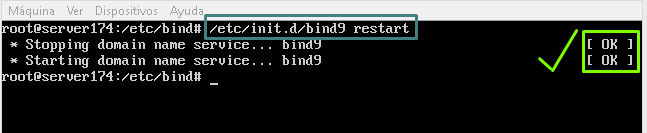 Máquina Ver Dispositivos Ayuda
root@server174:/etc/bind# /etc/init.d/bind9 restart
 * Stopping domain name service... bind9 [ OK ]
 * Starting domain name service... bind9 [ OK ]
root@server174:/etc/bind# _